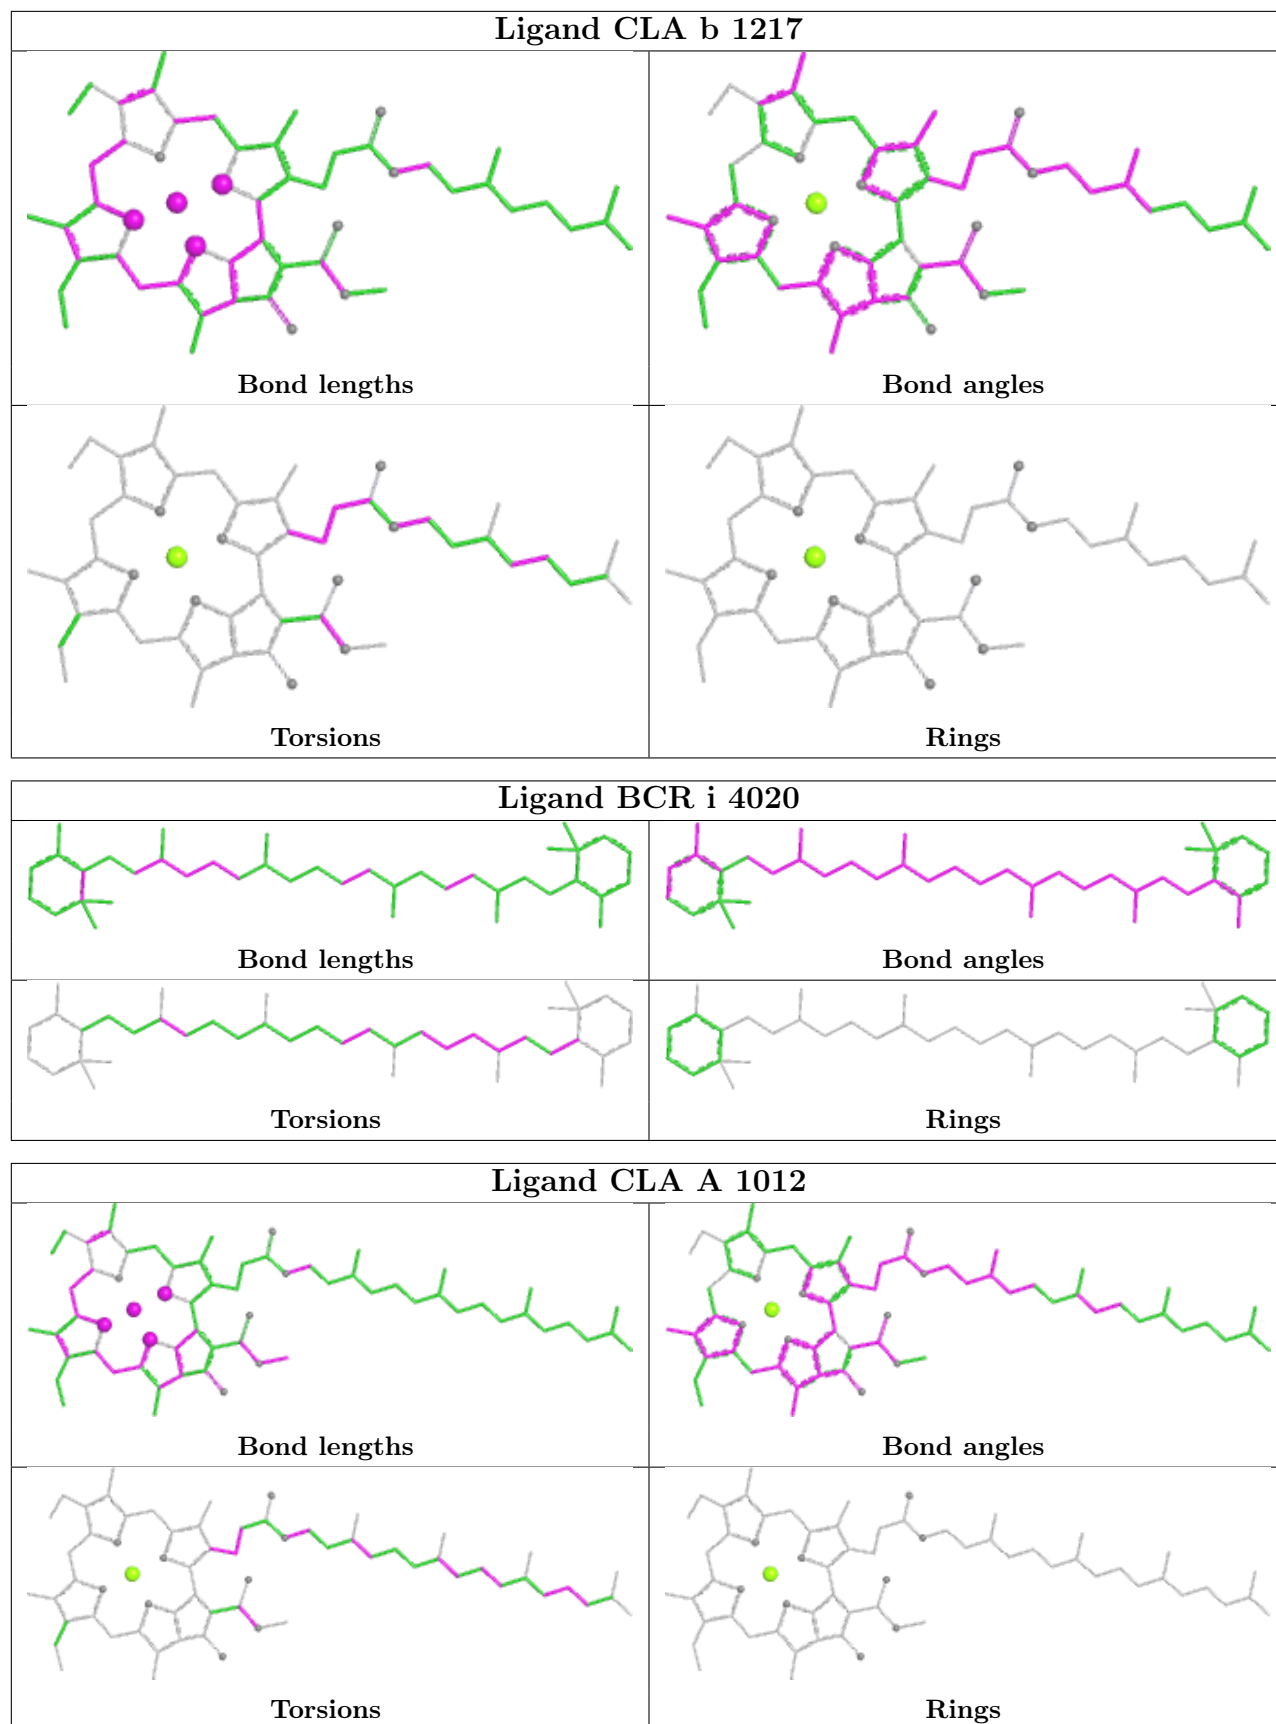 Ligand CLA b 1217
Bond lengths
Bond angles
Torsions
Rings
Ligand BCR i 4020
Bond lengths
Bond angles
Torsions
Rings
Ligand CLA A 1012
Bond lengths
Bond angles
Torsions
Rings